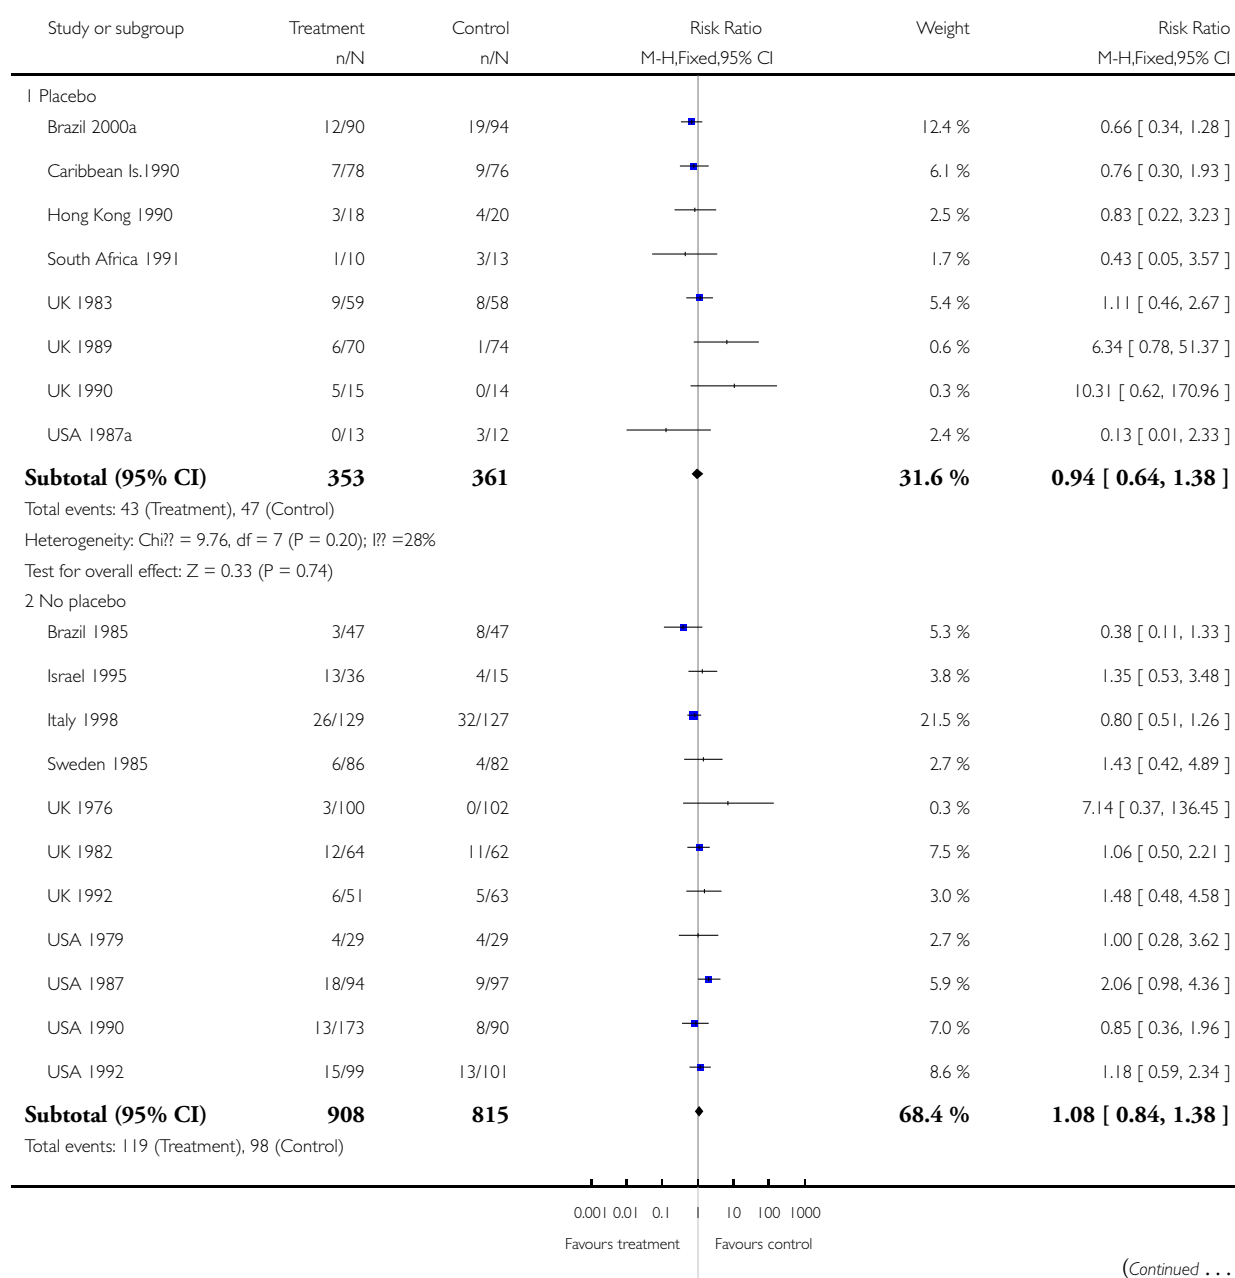 Study or subgroup Treatment Control Risk Ratio Weight Risk Ratio
n/N n/N M-H,Fixed,95% CI M-H,Fixed,95% CI
1 Placebo
Brazil 2000a 12/90 19/94 12.4 % 0.66 [ 0.34, 1.28 ]
Caribbean Is.1990 7/78 9/76 6.1 % 0.76 [ 0.30, 1.93 ]
Hong Kong 1990 3/18 4/20 2.5 % 0.83 [ 0.22, 3.23 ]
South Africa 1991 1/10 3/13 1.7 % 0.43 [ 0.05, 3.57 ]
UK 1983 9/59 8/58 5.4 % 1.11 [ 0.46, 2.67 ]
UK 1989 6/70 1/74 0.6 % 6.34 [ 0.78, 51.37 ]
UK 1990 5/15 0/14 0.3 % 10.31 [ 0.62, 170.96 ]
USA 1987a 0/13 3/12 2.4 % 0.13 [ 0.01, 2.33 ]
Subtotal (95% CI) 353 361 31.6 % 0.94 [ 0.64, 1.38 ]
Total events: 43 (Treatment), 47 (Control)
Heterogeneity: Chi?? = 9.76, df = 7 (P = 0.20); I?? =28%
Test for overall effect: Z = 0.33 (P = 0.74)
2 No placebo
Brazil 1985 3/47 8/47 5.3 % 0.38 [ 0.11, 1.33 ]
Israel 1995 13/36 4/15 3.8 % 1.35 [ 0.53, 3.48 ]
Italy 1998 26/129 32/127 21.5 % 0.80 [ 0.51, 1.26 ]
Sweden 1985 6/86 4/82 2.7 % 1.43 [ 0.42, 4.89 ]
UK 1976 3/100 0/102 0.3 % 7.14 [ 0.37, 136.45 ]
UK 1982 12/64 11/62 7.5 % 1.06 [ 0.50, 2.21 ]
UK 1992 6/51 5/63 3.0 % 1.48 [ 0.48, 4.58 ]
USA 1979 4/29 4/29 2.7 % 1.00 [ 0.28, 3.62 ]
USA 1987 18/94 9/97 5.9 % 2.06 [ 0.98, 4.36 ]
USA 1990 13/173 8/90 7.0 % 0.85 [ 0.36, 1.96 ]
USA 1992 15/99 13/101 8.6 % 1.18 [ 0.59, 2.34 ]
Subtotal (95% CI) 908 815 68.4 % 1.08 [ 0.84, 1.38 ]
Total events: 119 (Treatment), 98 (Control)
0.001 0.01 0.1 1 10 100 1000
Favours treatment Favours control
(Continued . . .